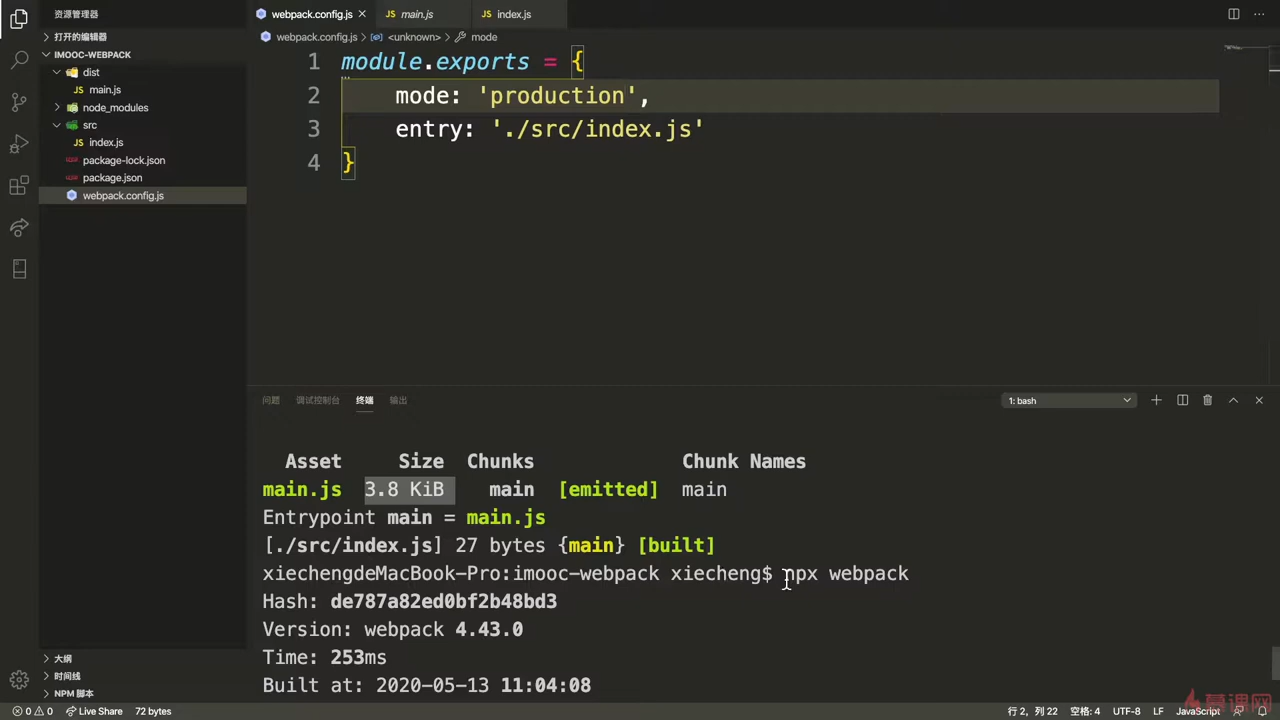 资源管理器
打开的编辑器
IMOOC-WEBPACK
dist
main.js
node_modules
src
index.js
package-lock.json
package.json
webpack.config.js
大纲
时间线
NPM 脚本
webpack.config.js
JS main.js
JS index.js
webpack.config.js > <unknown> > mode
1 module.exports = {
2 mode: 'production',
3 entry: './src/index.js'
4 }
问题 调试控制台 终端 输出
1: bash
Asset Size Chunks Chunk Names
main.js 3.8 KiB main [emitted] main
Entrypoint main = main.js
[./src/index.js] 27 bytes {main} [built]
xiechengdeMacBook-Pro:imooc-webpack xiecheng$ npx webpack
Hash: de787a82ed0bf2b48bd3
Version: webpack 4.43.0
Time: 253ms
Built at: 2020-05-13 11:04:08
0 0 Live Share 72 bytes
行 2, 列 22 空格: 4 UTF-8 LF JavaScript
慕课网